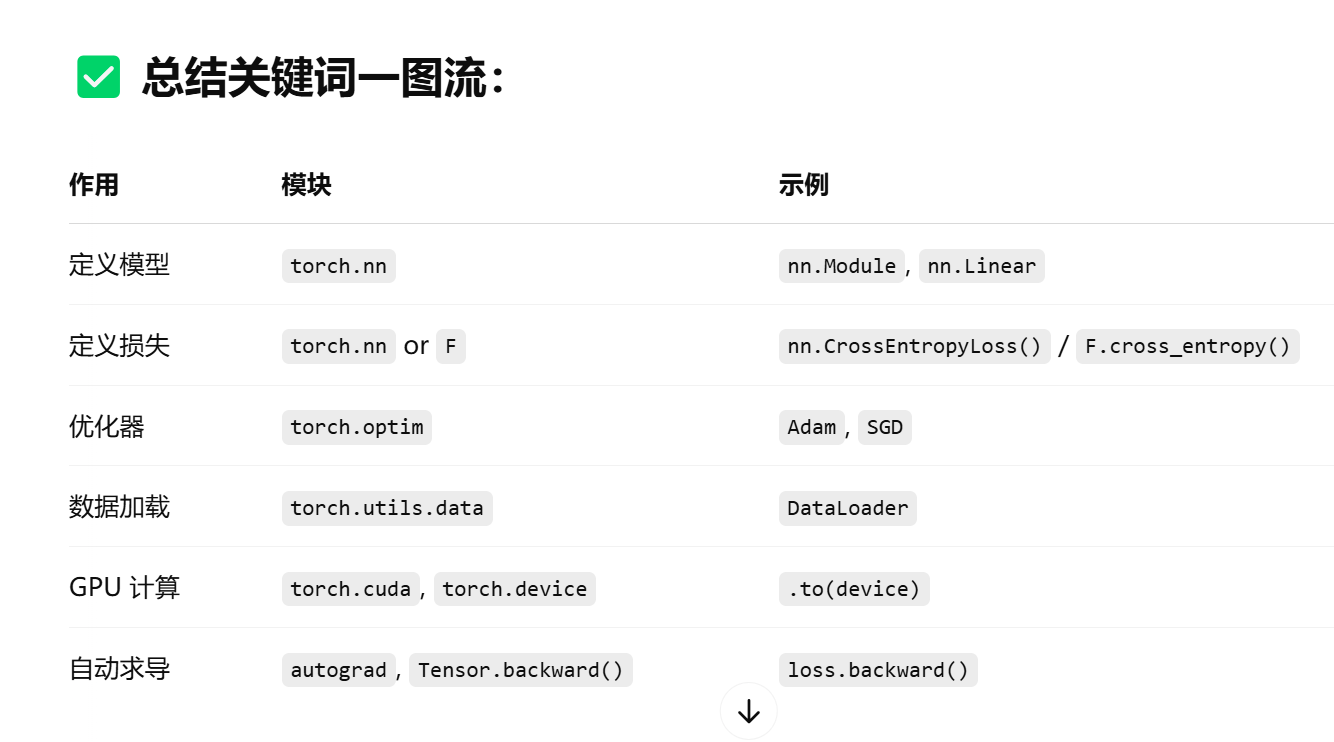 ✅ 总结关键词一图流：
作用 模块 示例
定义模型 torch.nn nn.Module, nn.Linear
定义损失 torch.nn or F nn.CrossEntropyLoss() / F.cross_entropy()
优化器 torch.optim Adam, SGD
数据加载 torch.utils.data DataLoader
GPU 计算 torch.cuda, torch.device .to(device)
自动求导 autograd, Tensor.backward() loss.backward()